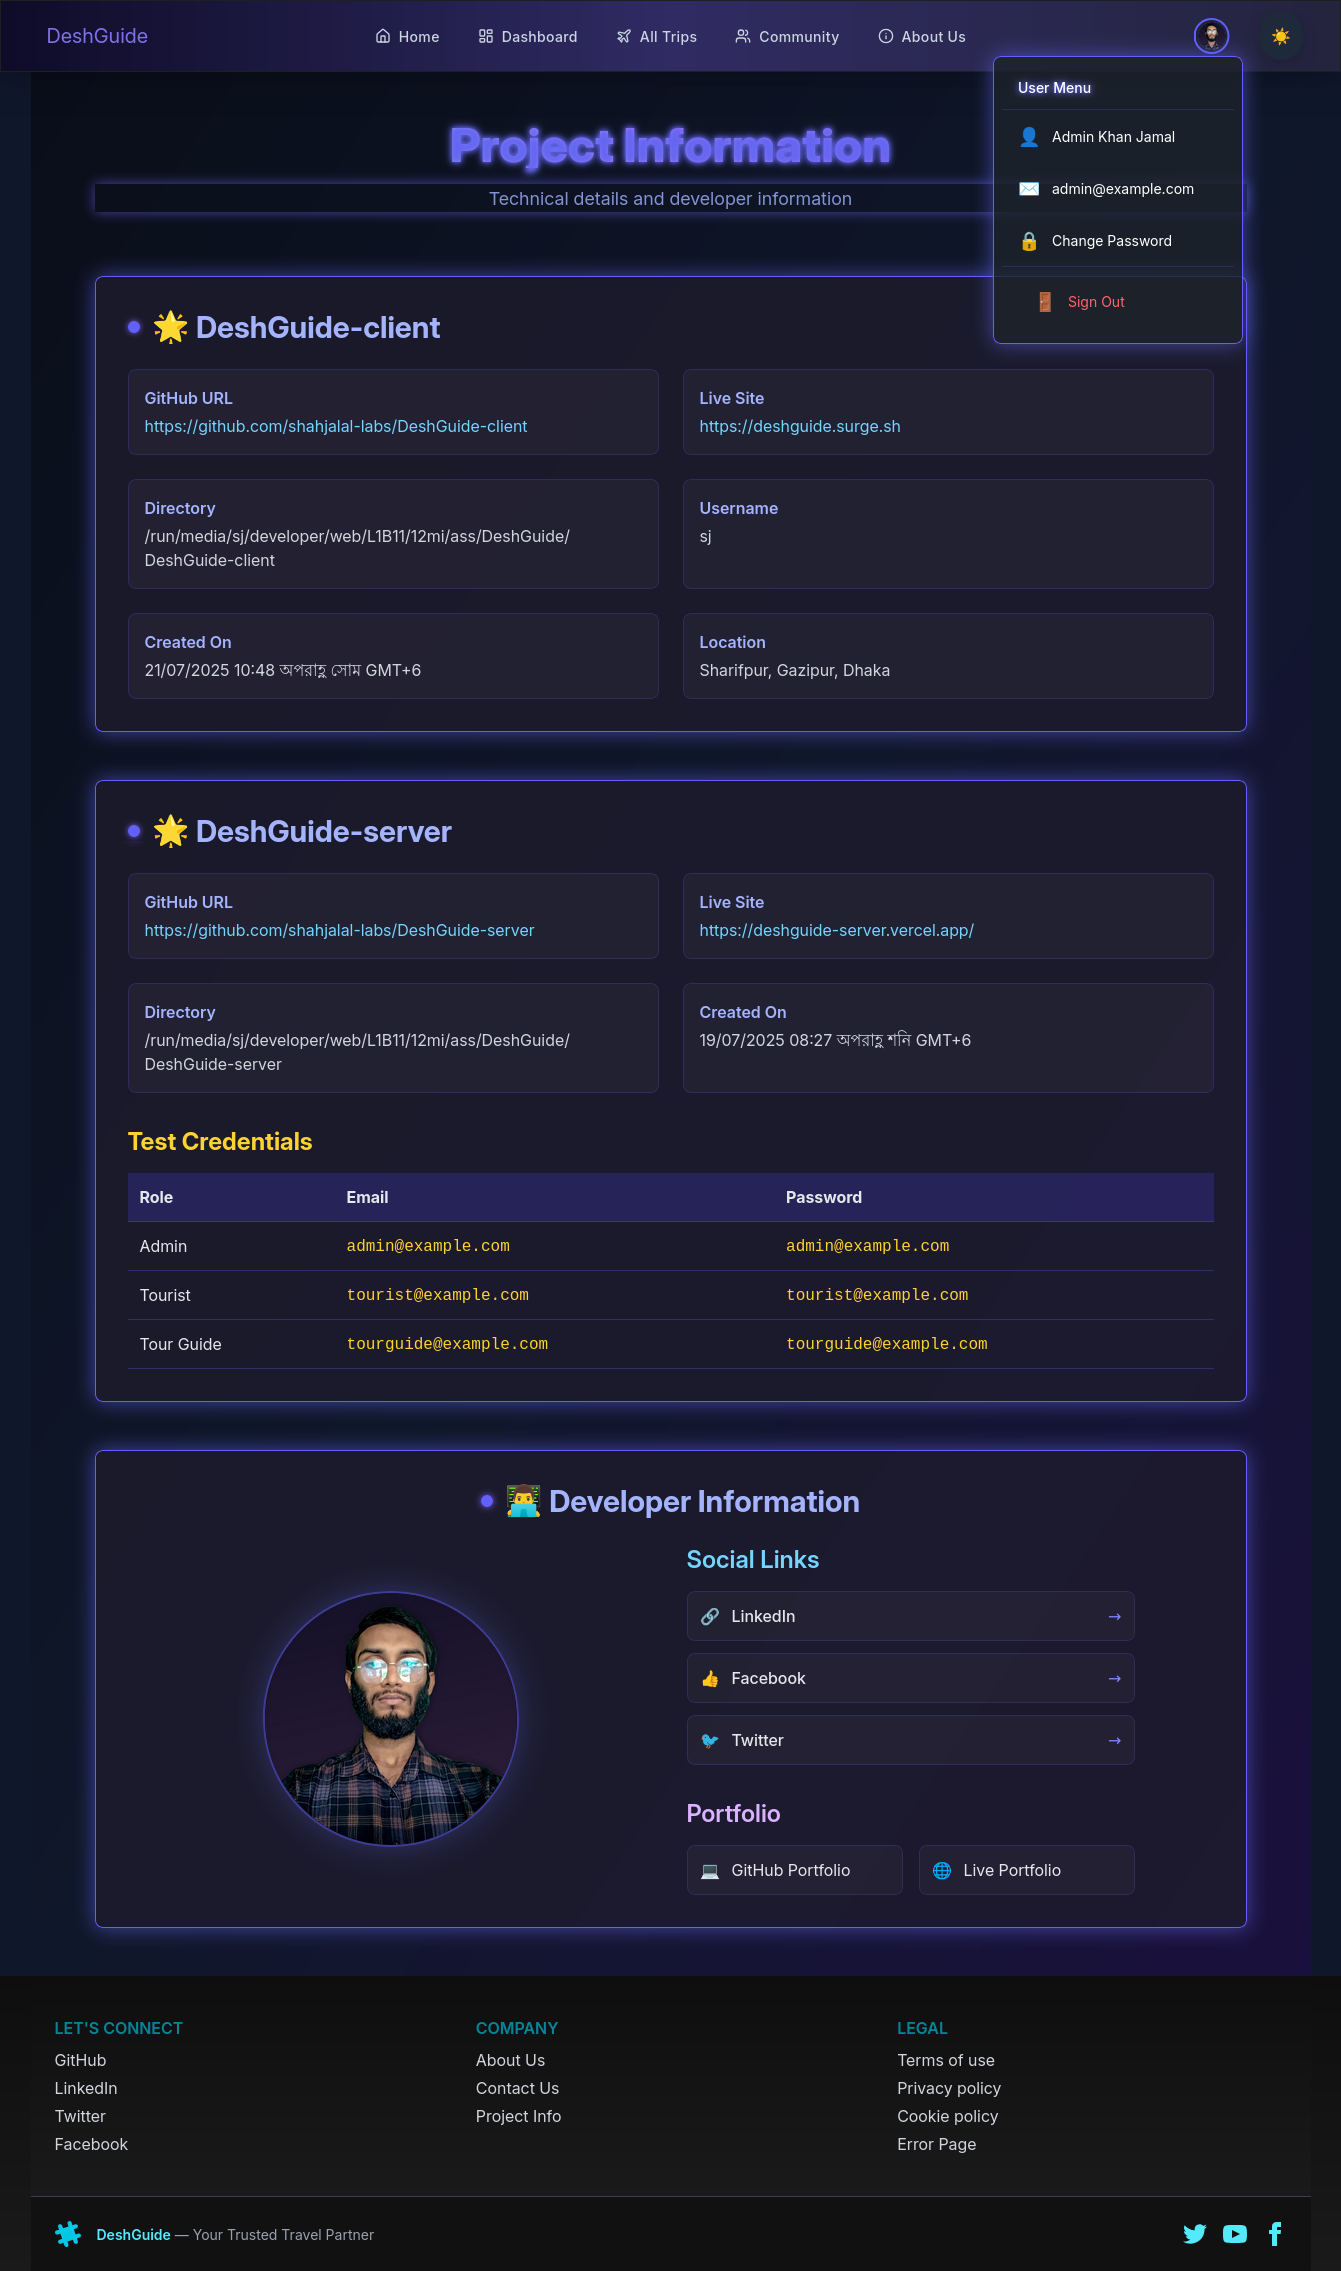 DeshGuide
Home
Dashboard
All Trips
Community
About Us
User Menu
Admin Khan Jamal
admin@example.com
Change Password
Sign Out
Project Information
Technical details and developer information
DeshGuide-client
GitHub URL
https://github.com/shahjalal-labs/DeshGuide-client
Live Site
https://deshguide.surge.sh
Directory
/run/media/sj/developer/web/L1B11/12mi/ass/DeshGuide/
DeshGuide-client
Username
sj
Created On
21/07/2025 10:48 অপরাহ্ণ সোম GMT+6
Location
Sharifpur, Gazipur, Dhaka
DeshGuide-server
GitHub URL
https://github.com/shahjalal-labs/DeshGuide-server
Live Site
https://deshguide-server.vercel.app/
Directory
/run/media/sj/developer/web/L1B11/12mi/ass/DeshGuide/
DeshGuide-server
Created On
19/07/2025 08:27 অপরাহ্ণ শনি GMT+6
Test Credentials
Role Email Password
Admin admin@example.com admin@example.com
Tourist tourist@example.com tourist@example.com
Tour Guide tourguide@example.com tourguide@example.com
Developer Information
Social Links
LinkedIn →
Facebook →
Twitter →
Portfolio
GitHub Portfolio
Live Portfolio
LET'S CONNECT
GitHub
LinkedIn
Twitter
Facebook
COMPANY
About Us
Contact Us
Project Info
LEGAL
Terms of use
Privacy policy
Cookie policy
Error Page
DeshGuide — Your Trusted Travel Partner